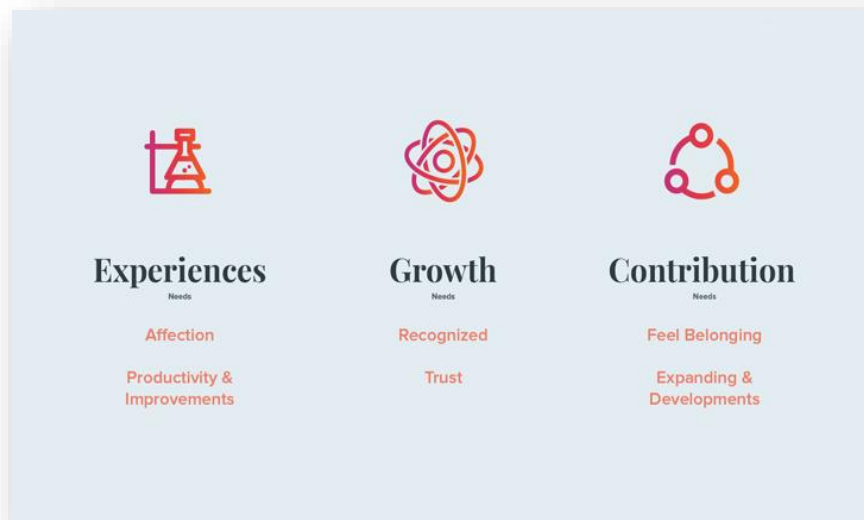 Experiences
Needs
Affection
Productivity &
Improvements
Growth
Needs
Recognized
Trust
Contribution
Needs
Feel Belonging
Expanding &
Developments